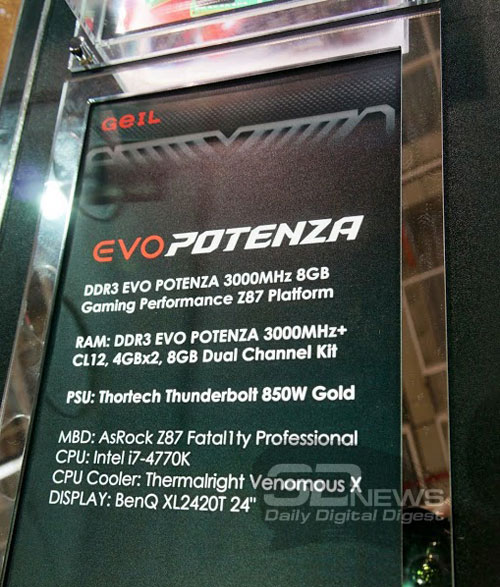 GeIL
EVOPOTENZA
DDR3 EVO POTENZA 3000MHz 8GB
Gaming Performance Z87 Platform
RAM: DDR3 EVO POTENZA 3000MHz+
CL12, 4GBx2, 8GB Dual Channel Kit
PSU: Thortech Thunderbolt 850W Gold
MBD: AsRock Z87 Fatal1ty Professional
CPU: Intel i7-4770K
CPU Cooler: Thermalright Venomous X
DISPLAY: BenQ XL2420T 24"
3DNEWS
Daily Digital Digest